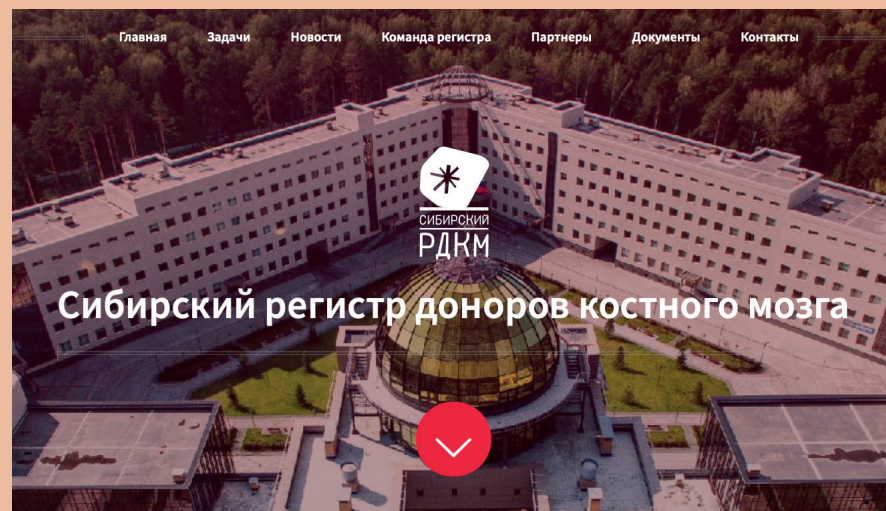 Главная Задачи Новости Команда регистра Партнеры Документы Контакты
СИБИРСКИЙ
РДКМ
Сибирский регистр доноров костного мозга